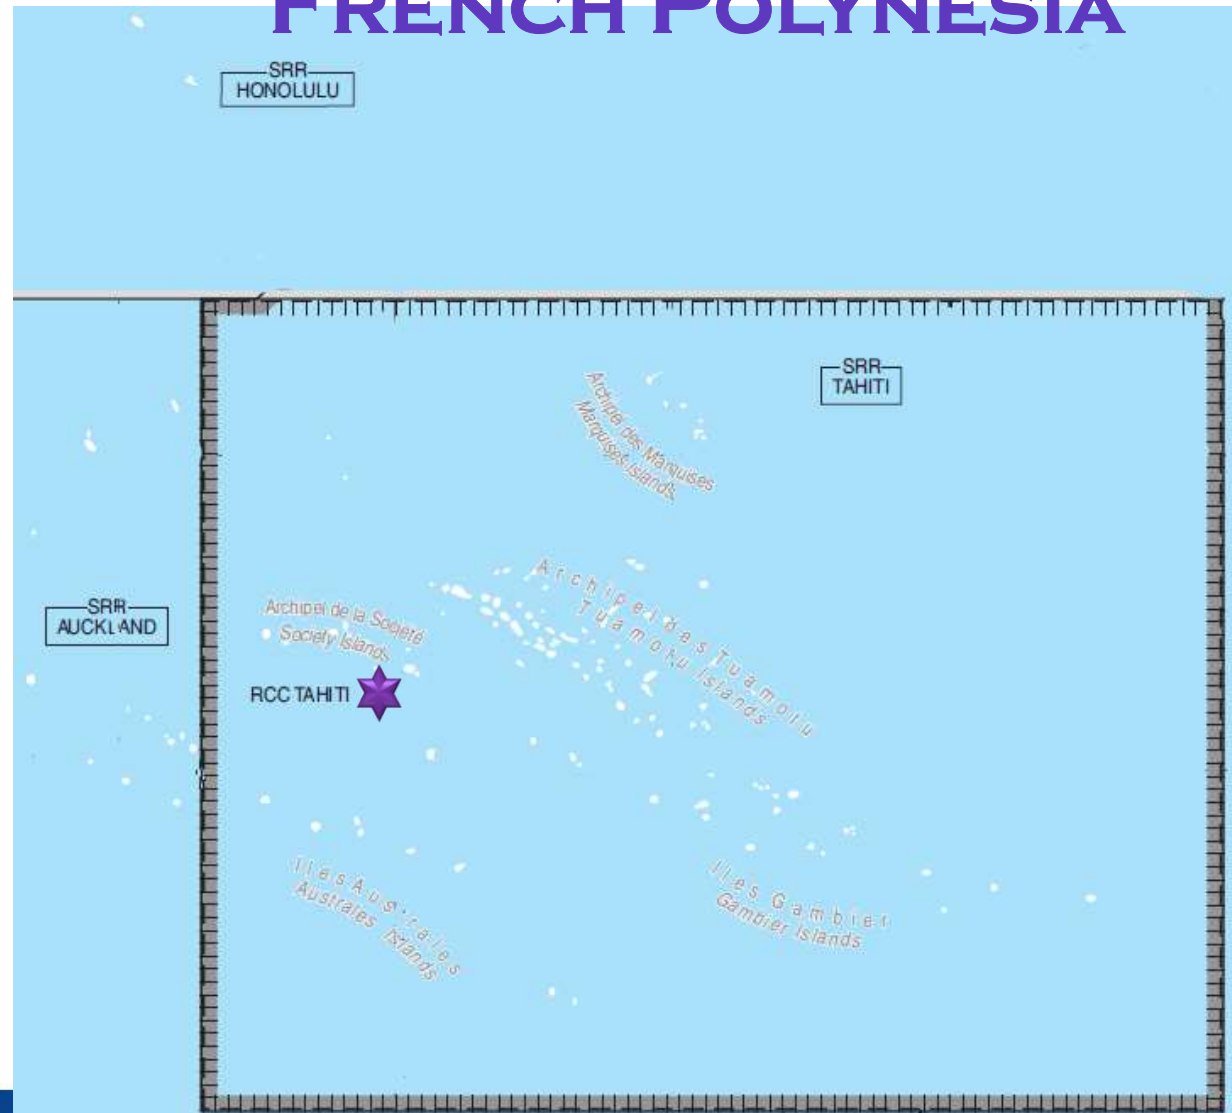 FRENCH POLYNESIA
SRR
HONOLULU
SRR
TAHITI
Archipel des Marquises
Marquises Islands
Archipel des Tuamotu
Tuamotu Islands
SRR
AUCKLAND
Archipel de la Société
Society Islands
RCC TAHITI
Iles Australes
Australes Islands
Iles Gambier
Gambier Islands